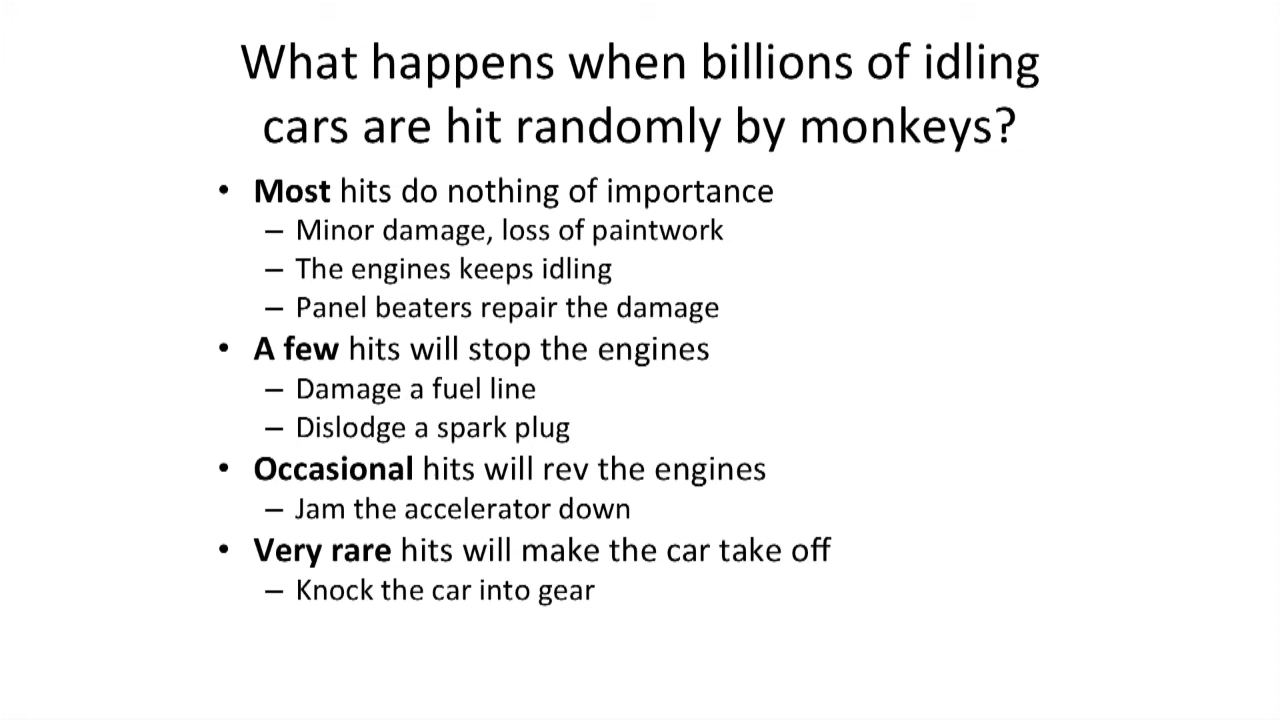 What happens when billions of idling
cars are hit randomly by monkeys?
• Most hits do nothing of importance
– Minor damage, loss of paintwork
– The engines keeps idling
– Panel beaters repair the damage
• A few hits will stop the engines
– Damage a fuel line
– Dislodge a spark plug
• Occasional hits will rev the engines
– Jam the accelerator down
• Very rare hits will make the car take off
– Knock the car into gear